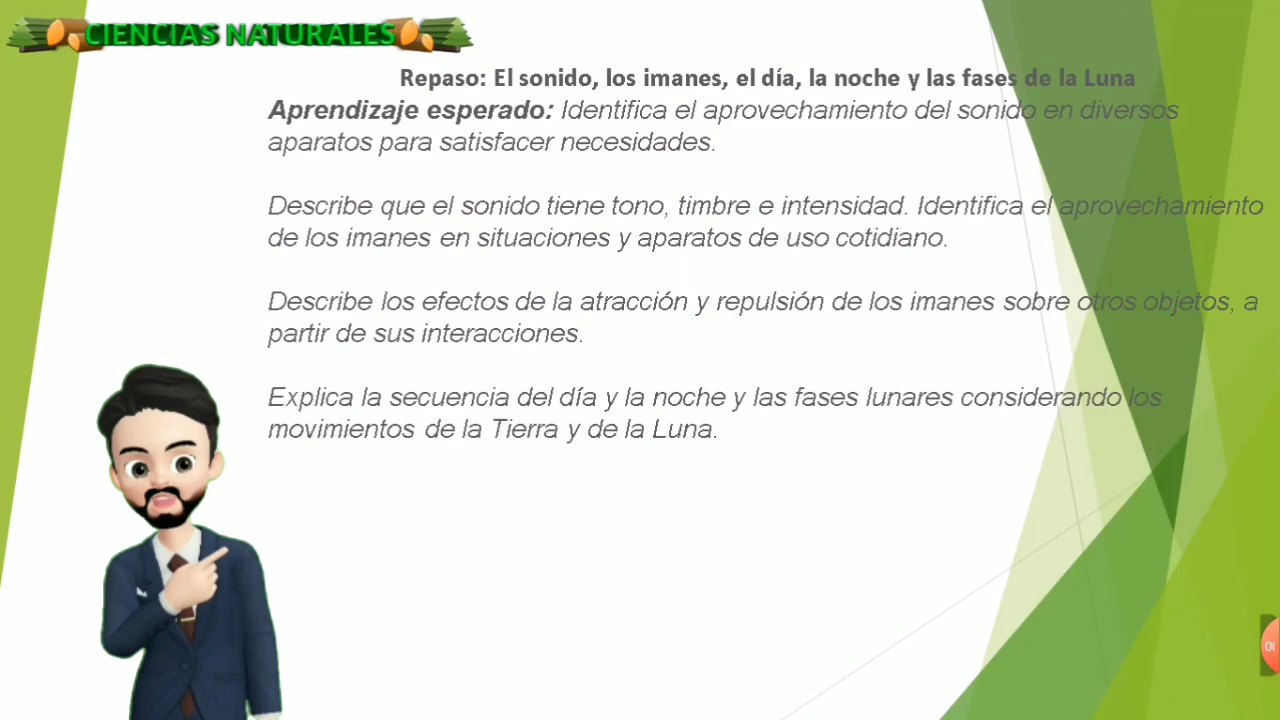 CIENCIAS NATURALES
Repaso: El sonido, los imanes, el día, la noche y las fases de la Luna
Aprendizaje esperado: Identifica el aprovechamiento del sonido en diversos
aparatos para satisfacer necesidades.
Describe que el sonido tiene tono, timbre e intensidad. Identifica el aprovechamiento
de los imanes en situaciones y aparatos de uso cotidiano.
Describe los efectos de la atracción y repulsión de los imanes sobre otros objetos, a
partir de sus interacciones.
Explica la secuencia del día y la noche y las fases lunares considerando los
movimientos de la Tierra y de la Luna.